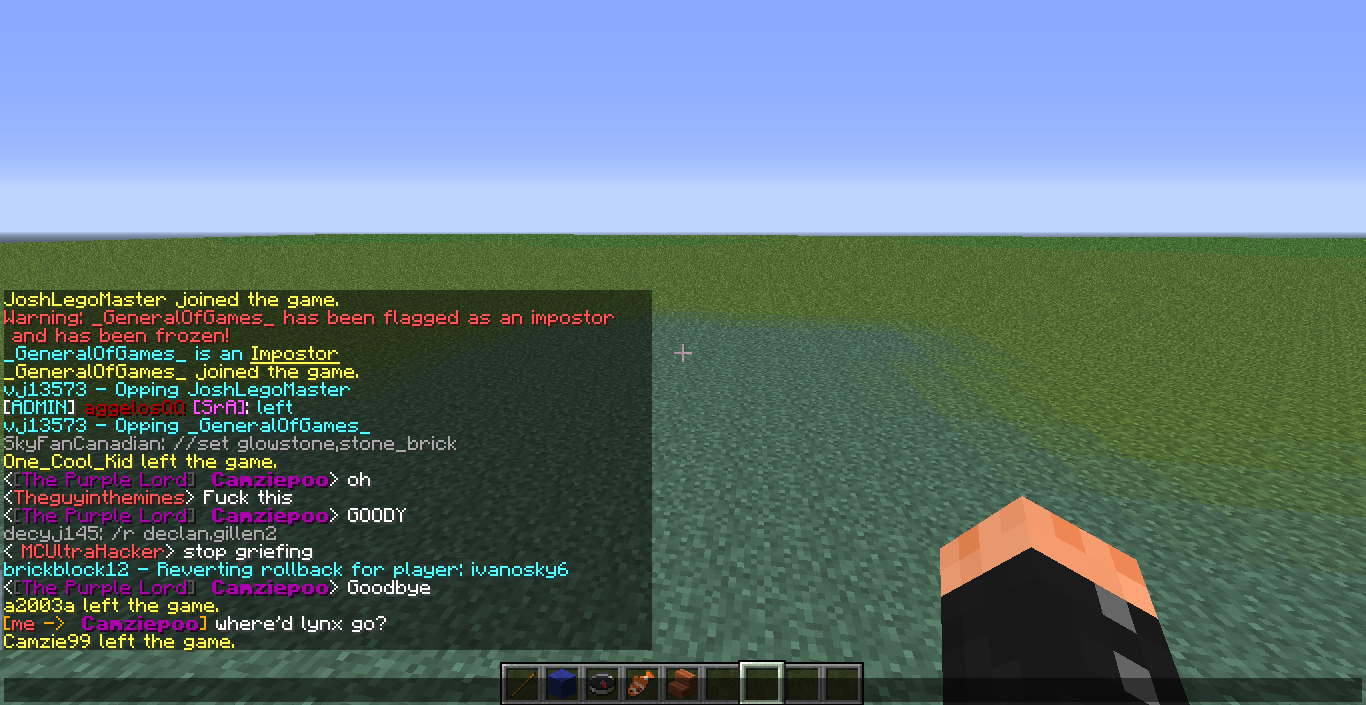 JoshLegoMaster joined the game.
Warning: _GeneralOfGames_ has been flagged as an impostor
and has been frozen!
_GeneralOfGames_ is an Impostor
_GeneralOfGames_ joined the game.
vj13573 - Opping JoshLegoMaster
[ADMIN] aggelosQQ [SrA]: left
vj13573 - Opping _GeneralOfGames_
SkyFanCanadian: //set glowstone,stone_brick
One_Cool_Kid left the game.
<[The Purple Lord] Camziepoo> oh
<Theguyinthemines> Fuck this
<[The Purple Lord] Camziepoo> GOODY
decyj145: /r declan.gillen2
< MCUltraHacker> stop griefing
brickblock12 - Reverting rollback for player: ivanosky6
<[The Purple Lord] Camziepoo> Goodbye
a2003a left the game.
[me -> Camziepoo] where'd lynx go?
Camzie99 left the game.